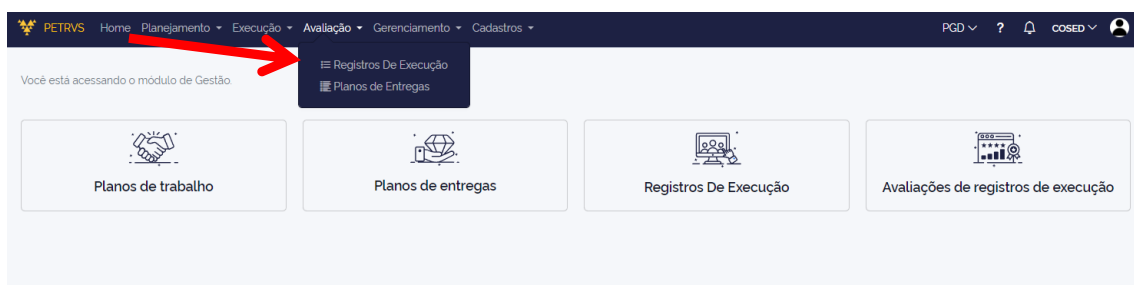 PETRVS Home Planejamento Execução Avaliação Gerenciamento Cadastros PGD ? COSED
Registros De Execução
Planos de Entregas
Você está acessando o módulo de Gestão.
Planos de trabalho Planos de entregas Registros De Execução Avaliações de registros de execução